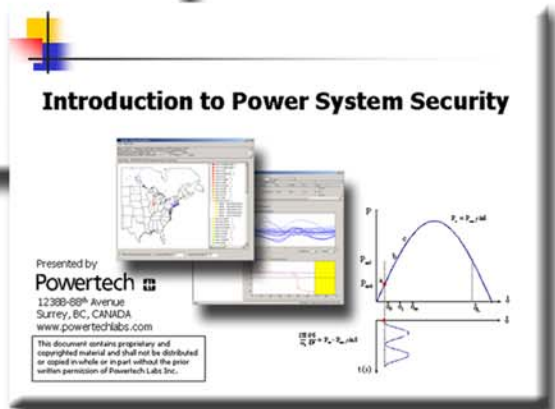 Introduction to Power System Security
Presented by
Powertech
12388-88th Avenue
Surrey, BC, CANADA
www.powertechlabs.com
This document contains proprietary and
copyrighted material and shall not be distributed
or copied in whole or in part without the prior
written permission of Powertech Labs Inc.
P
t(s)